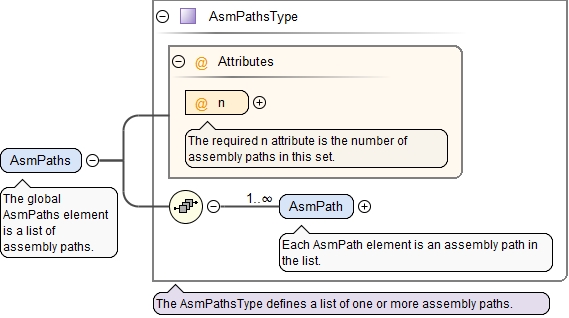 AsmPathsType
@ Attributes
@ n
The required n attribute is the number of
assembly paths in this set.
AsmPaths
The global
AsmPaths element
is a list of
assembly paths.
1..∞
AsmPath
Each AsmPath element is an assembly path in
the list.
The AsmPathsType defines a list of one or more assembly paths.